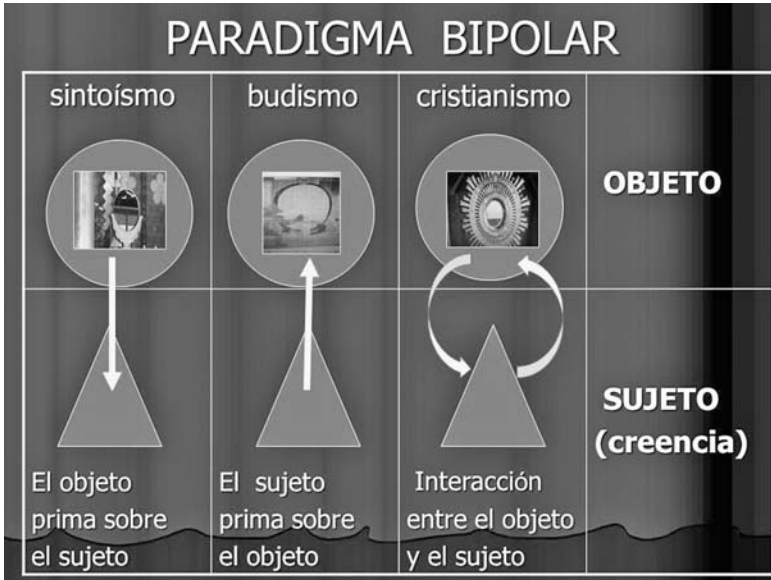 PARADIGMA BIPOLAR
sintoísmo
budismo
cristianismo
OBJETO
SUJETO
(creencia)
El objeto
prima sobre
el sujeto
El sujeto
prima sobre
el objeto
Interacción
entre el objeto
y el sujeto